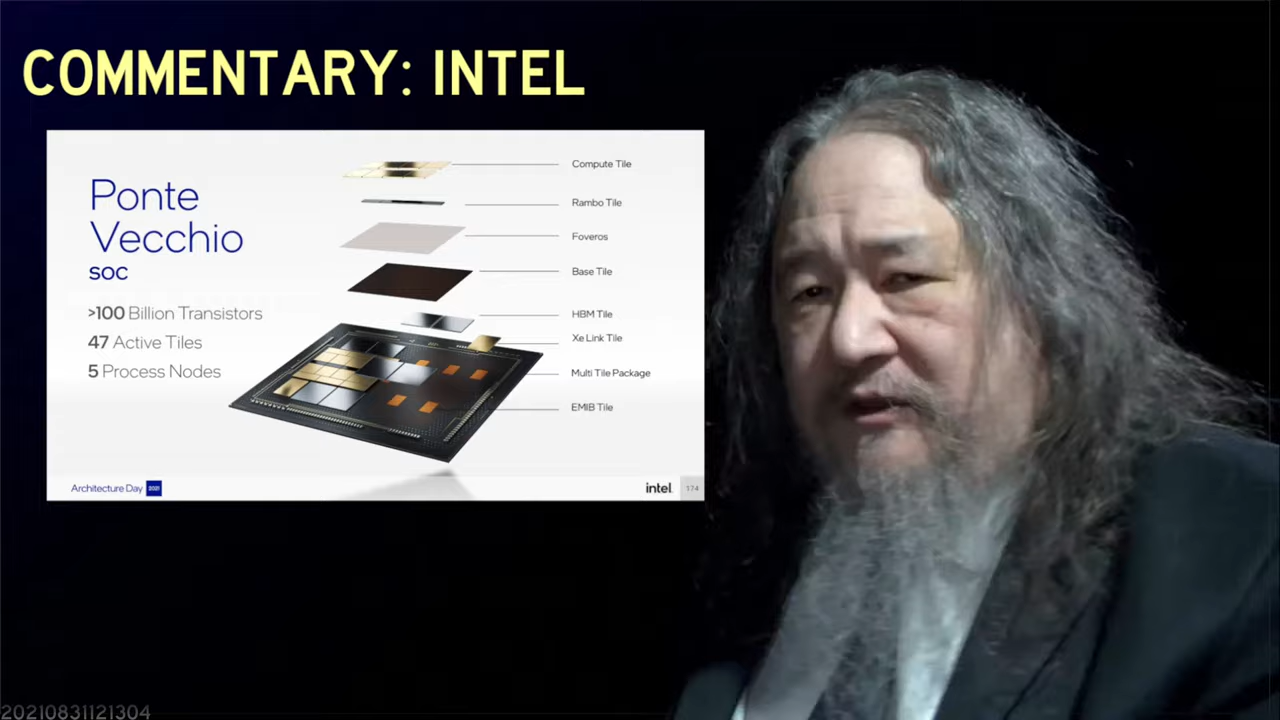 COMMENTARY: INTEL
Ponte
Vecchio
SOC
>100 Billion Transistors
47 Active Tiles
5 Process Nodes
Compute Tile
Rambo Tile
Foveros
Base Tile
HBM Tile
Xe Link Tile
Multi Tile Package
EMIB Tile
Architecture Day 2021
intel.
174
20210831121304